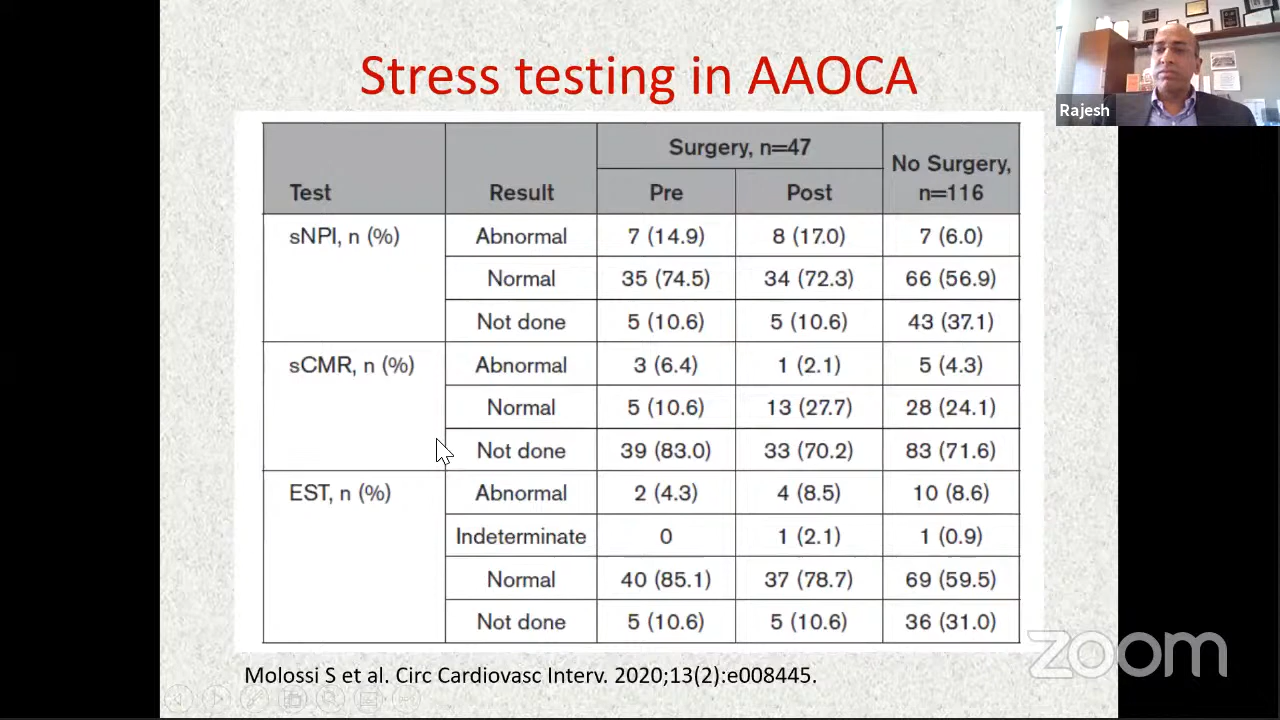 Stress testing in AAOCA
Rajesh
Surgery, n=47
No Surgery,
n=116
Test Result Pre Post
sNPI, n (%) Abnormal 7 (14.9) 8 (17.0) 7 (6.0)
Normal 35 (74.5) 34 (72.3) 66 (56.9)
Not done 5 (10.6) 5 (10.6) 43 (37.1)
sCMR, n (%) Abnormal 3 (6.4) 1 (2.1) 5 (4.3)
Normal 5 (10.6) 13 (27.7) 28 (24.1)
Not done 39 (83.0) 33 (70.2) 83 (71.6)
EST, n (%) Abnormal 2 (4.3) 4 (8.5) 10 (8.6)
Indeterminate 0 1 (2.1) 1 (0.9)
Normal 40 (85.1) 37 (78.7) 69 (59.5)
Not done 5 (10.6) 5 (10.6) 36 (31.0)
zoom
Molossi S et al. Circ Cardiovasc Interv. 2020;13(2):e008445.